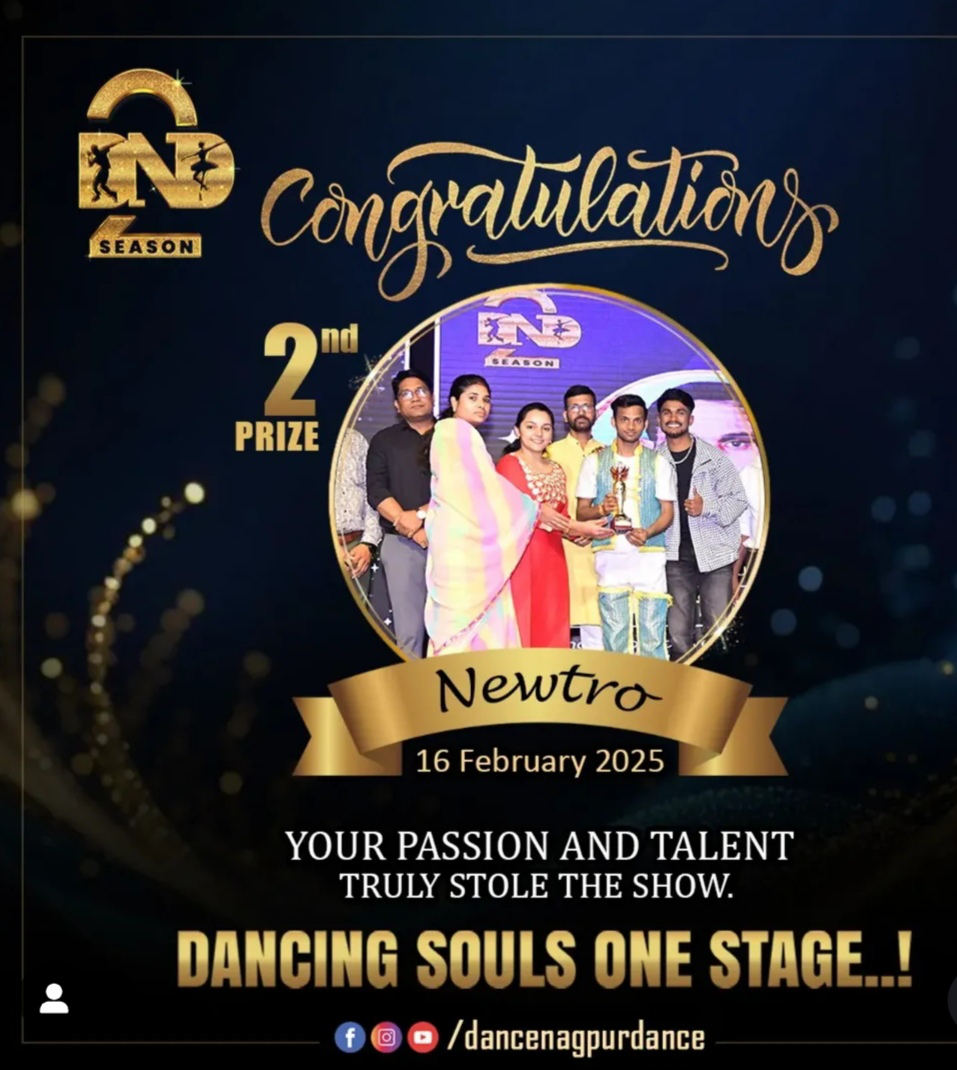 DND
SEASON
Congratulations
2nd
PRIZE
DND
SEASON
Newtro
16 February 2025
YOUR PASSION AND TALENT
TRULY STOLE THE SHOW.
DANCING SOULS ONE STAGE..!
/dancenagpurdance